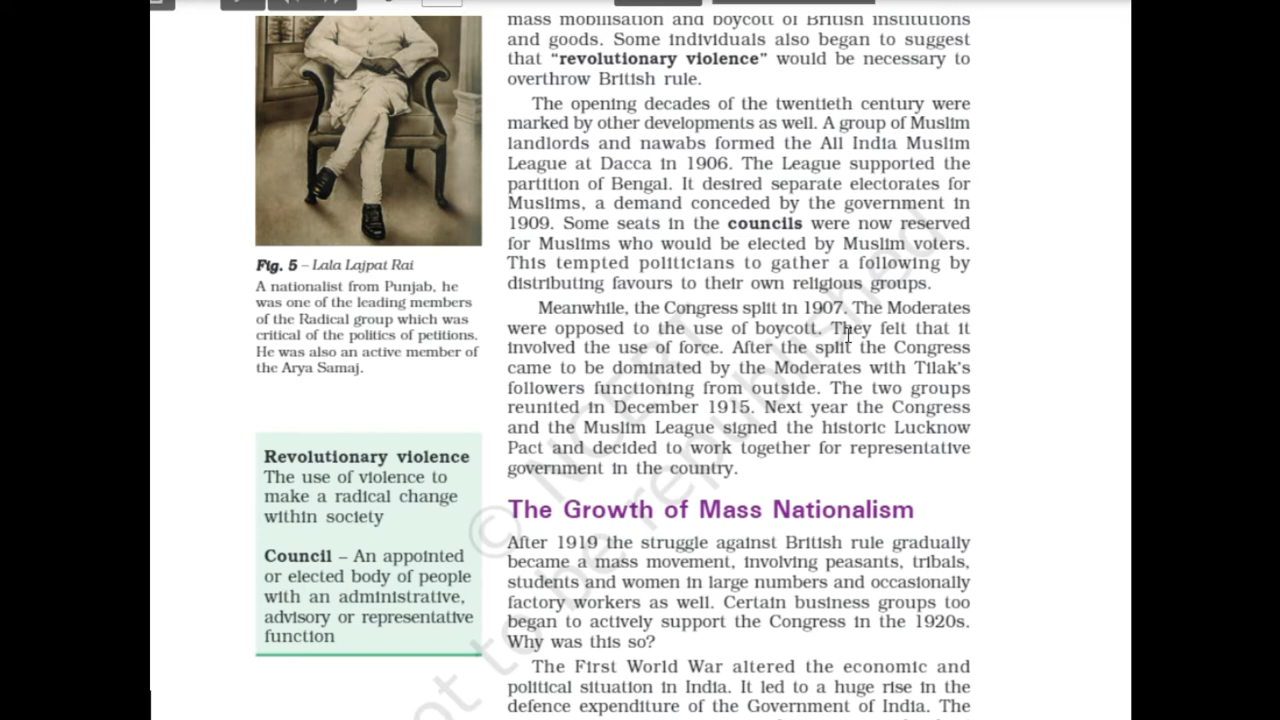 Fig. 5 – Lala Lajpat Rai
A nationalist from Punjab, he
was one of the leading members
of the Radical group which was
critical of the politics of petitions.
He was also an active member of
the Arya Samaj.
Revolutionary violence
The use of violence to
make a radical change
within society
Council – An appointed
or elected body of people
with an administrative,
advisory or representative
function
mass mobilisation and boycott of British institutions
and goods. Some individuals also began to suggest
that “revolutionary violence” would be necessary to
overthrow British rule.
The opening decades of the twentieth century were
marked by other developments as well. A group of Muslim
landlords and nawabs formed the All India Muslim
League at Dacca in 1906. The League supported the
partition of Bengal. It desired separate electorates for
Muslims, a demand conceded by the government in
1909. Some seats in the councils were now reserved
for Muslims who would be elected by Muslim voters.
This tempted politicians to gather a following by
distributing favours to their own religious groups.
Meanwhile, the Congress split in 1907. The Moderates
were opposed to the use of boycott. They felt that it
involved the use of force. After the split the Congress
came to be dominated by the Moderates with Tilak’s
followers functioning from outside. The two groups
reunited in December 1915. Next year the Congress
and the Muslim League signed the historic Lucknow
Pact and decided to work together for representative
government in the country.
The Growth of Mass Nationalism
After 1919 the struggle against British rule gradually
became a mass movement, involving peasants, tribals,
students and women in large numbers and occasionally
factory workers as well. Certain business groups too
began to actively support the Congress in the 1920s.
Why was this so?
The First World War altered the economic and
political situation in India. It led to a huge rise in the
defence expenditure of the Government of India. The
© NCERT
not to be republished